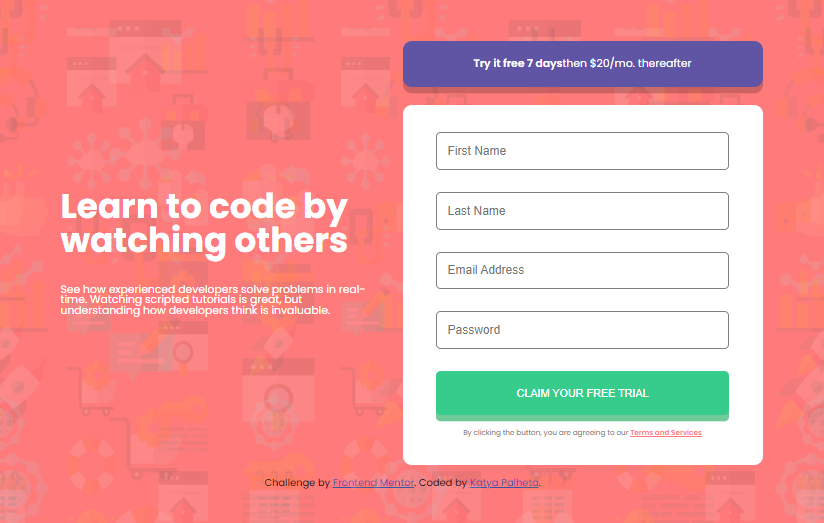 Try it free 7 daysthen $20/mo. thereafter
Learn to code by
watching others
See how experienced developers solve problems in real-
time. Watching scripted tutorials is great, but
understanding how developers think is invaluable.
First Name
Last Name
Email Address
Password
CLAIM YOUR FREE TRIAL
By clicking the button, you are agreeing to our Terms and Services
Challenge by Frontend Mentor. Coded by Katya Palheta.